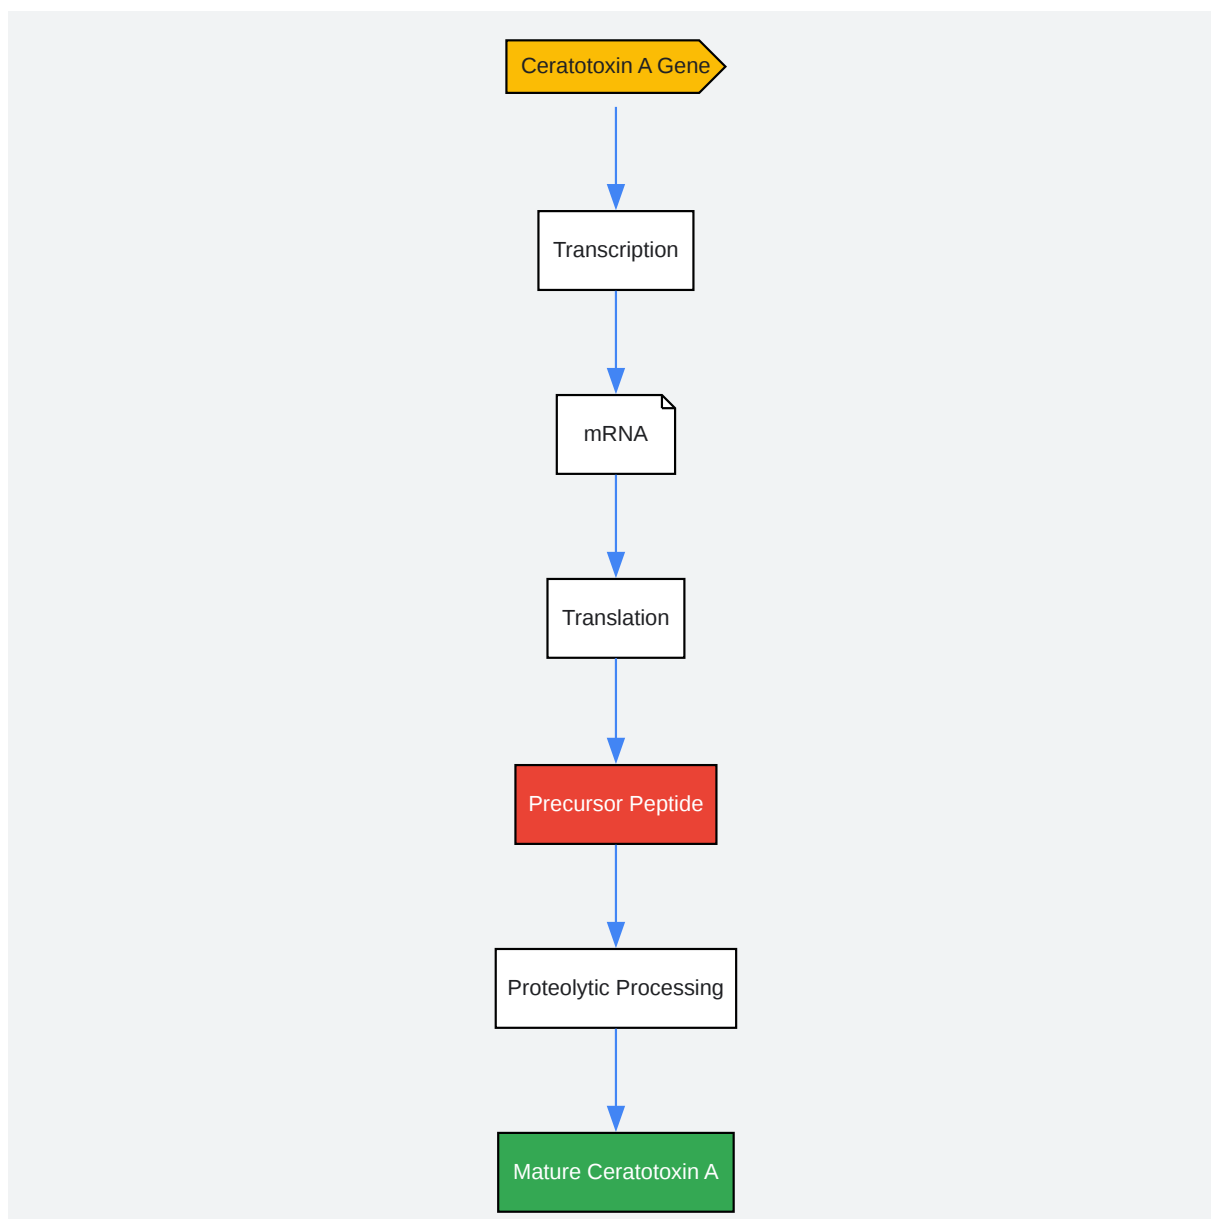 Ceratotoxin A Gene
Transcription
mRNA
Translation
Precursor Peptide
Proteolytic Processing
Mature Ceratotoxin A